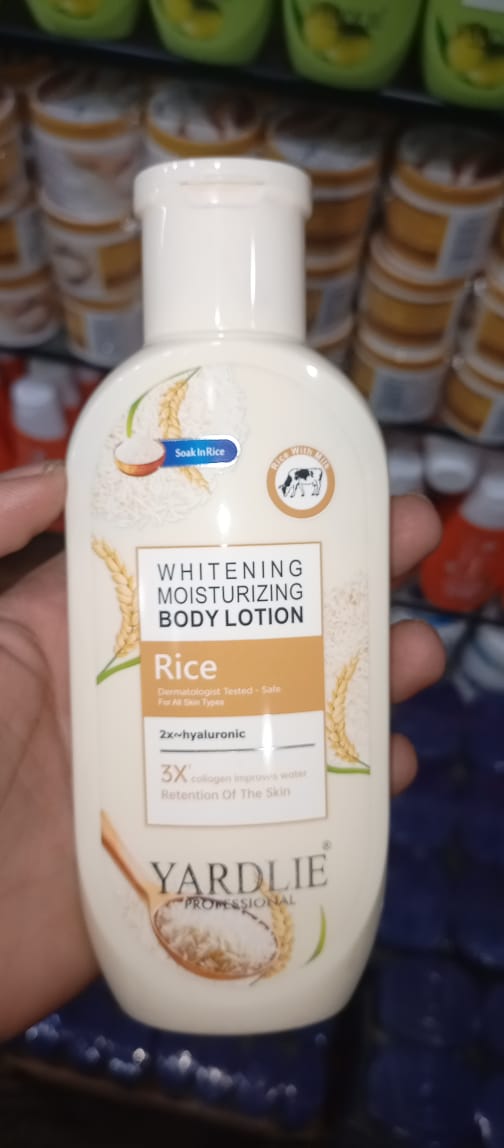 Soak In Rice
Rice With Milk
WHITENING
MOISTURIZING
BODY LOTION
Rice
Dermatologist Tested - Safe
For All Skin Types
2x~hyaluronic
3X collagen improves water
Retention Of The Skin
YARDLIE®
PROFESSIONAL